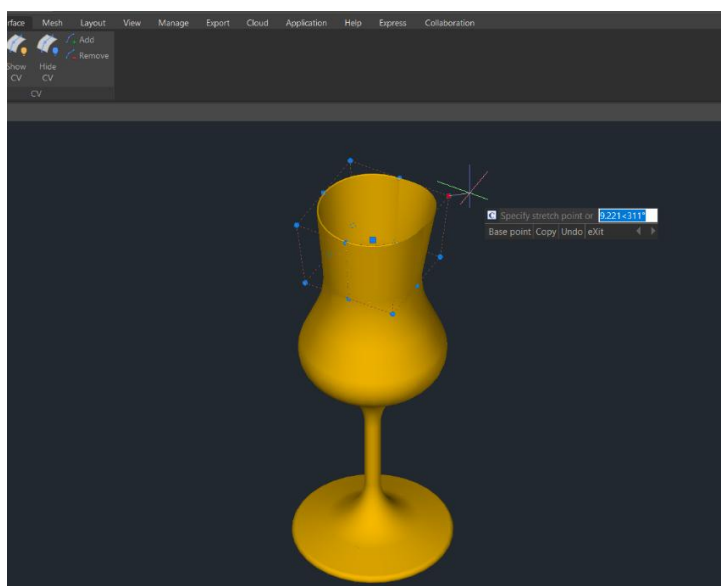 rface Mesh Layout View Manage Export Cloud Application Help Express Collaboration
Show CV
Hide CV
Add
Remove
CV
Specify stretch point or 9.221<311°
Base point Copy Undo eXit